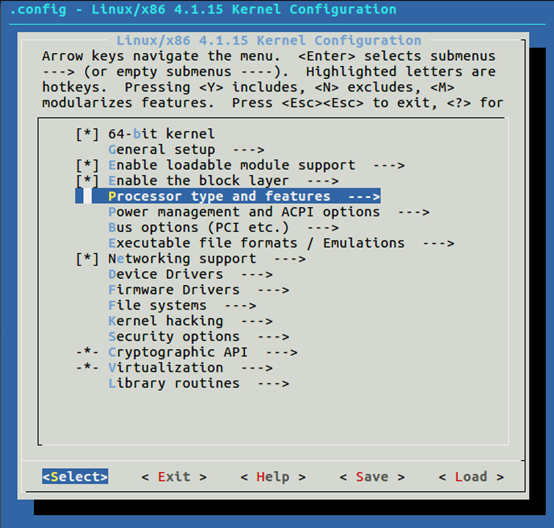 .config - Linux/x86 4.1.15 Kernel Configuration
Linux/x86 4.1.15 Kernel Configuration
Arrow keys navigate the menu.  <Enter> selects submenus
---> (or empty submenus ----).  Highlighted letters are
hotkeys.  Pressing <Y> includes, <N> excludes, <M>
modularizes features.  Press <Esc><Esc> to exit, <?> for
[*] 64-bit kernel
General setup  --->
[*] Enable loadable module support  --->
[*] Enable the block layer  --->
Processor type and features  --->
Power management and ACPI options  --->
Bus options (PCI etc.)  --->
Executable file formats / Emulations  --->
[*] Networking support  --->
Device Drivers  --->
Firmware Drivers  --->
File systems  --->
Kernel hacking  --->
Security options  --->
-*- Cryptographic API  --->
-*- Virtualization  --->
Library routines  --->
<Select>    < Exit >    < Help >    < Save >    < Load >